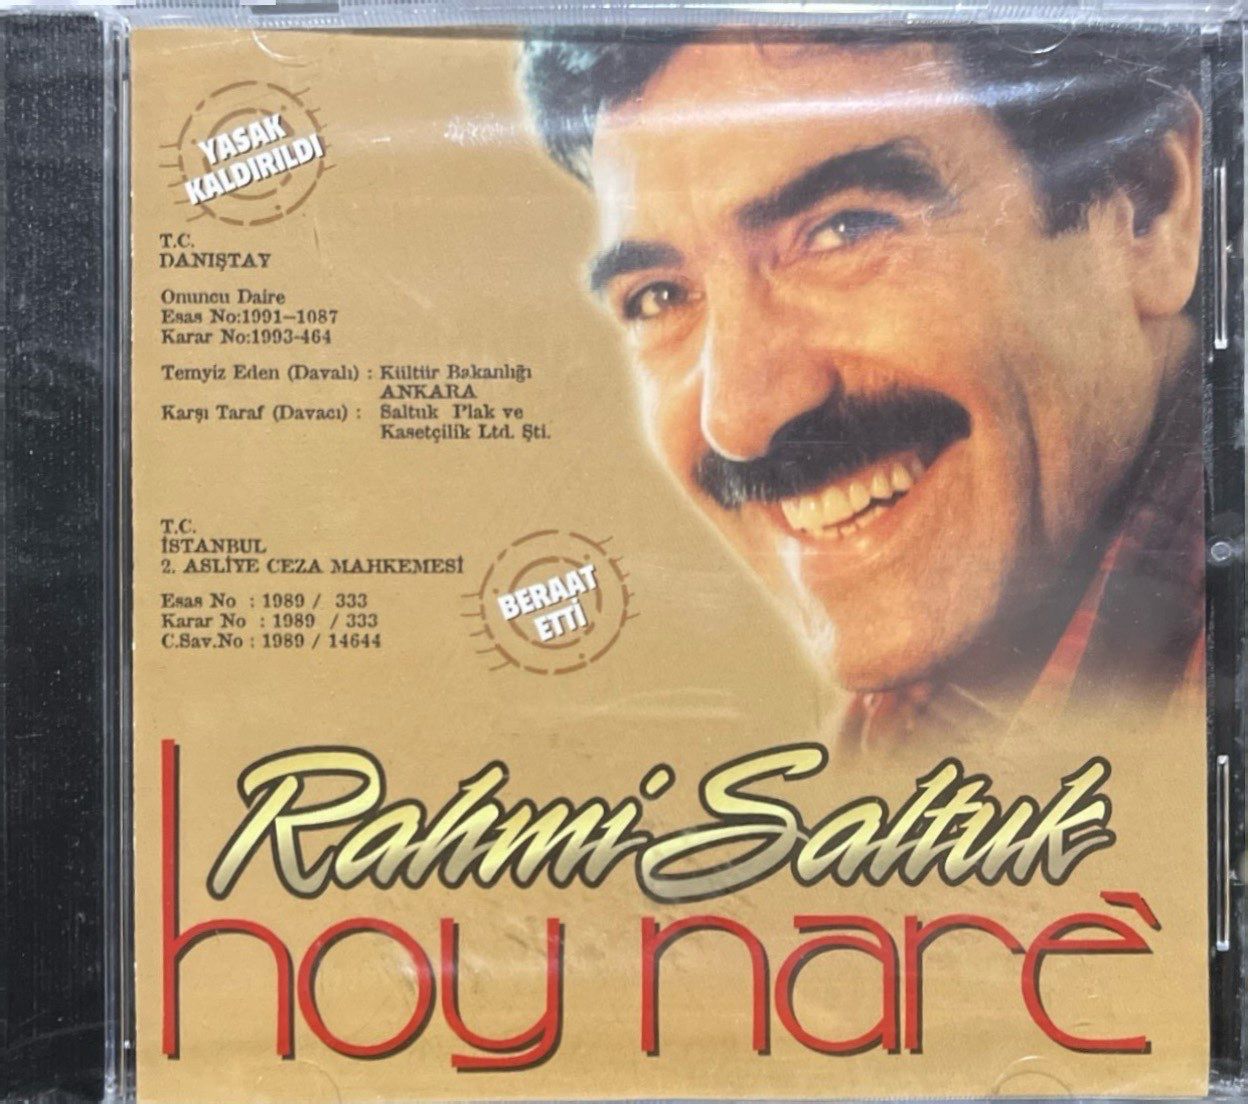 YASAK
KALDIRILDI
T.C.
DANIŞTAY
Onuncu Daire
Esas No:1991–1087
Karar No:1993-464
Temyiz Eden (Davalı) : Kültür Bakanlığı
ANKARA
Karşı Taraf (Davacı) : Saltuk Plak ve
Kasetçilik Ltd. Şti.
T.C.
İSTANBUL
2. ASLİYE CEZA MAHKEMESİ
Esas No : 1989 / 333
Karar No : 1989 / 333
C.Sav.No : 1989 / 14644
BERAAT
ETTİ
Rahmi Saltuk
hoy narè